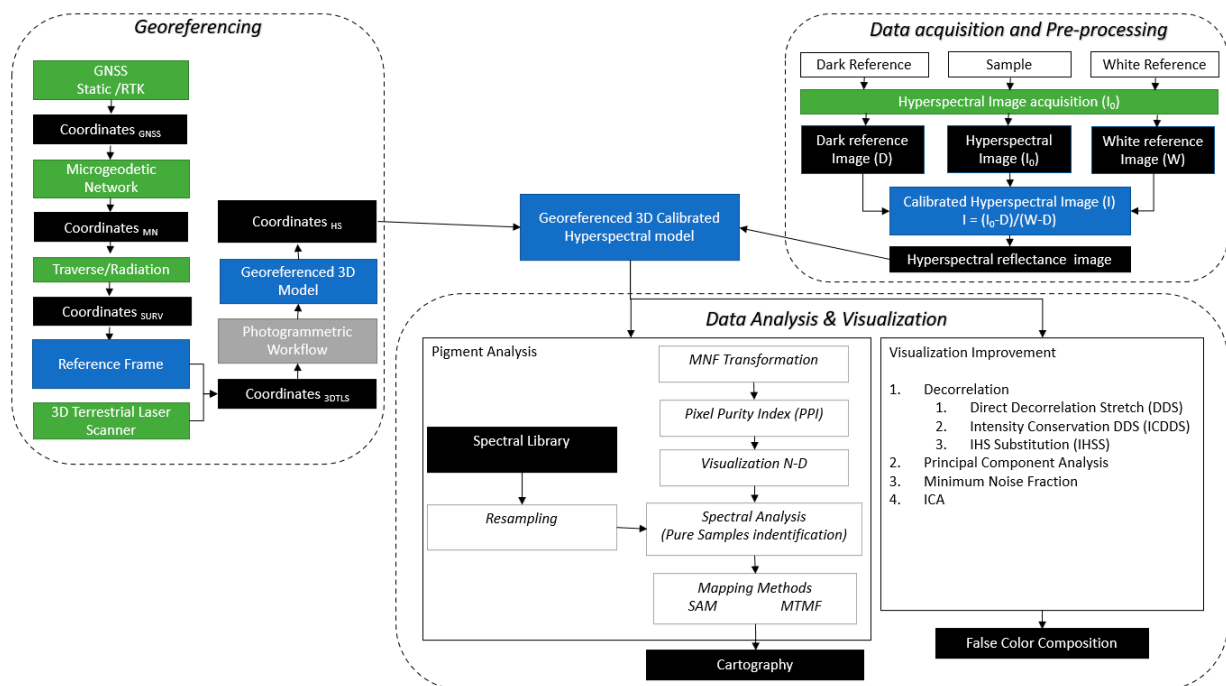 Georeferencing
GNSS
Static /RTK
Coordinates GNSS
Microgeodetic
Network
Coordinates MN
Traverse/Radiation
Coordinates SURV
Reference Frame
3D Terrestrial Laser
Scanner
Coordinates HS
Georeferenced 3D
Model
Photogrammetric
Workflow
Coordinates 3DTLS
Georeferenced 3D Calibrated
Hyperspectral model
Data acquisition and Pre-processing
Dark Reference
Sample
White Reference
Hyperspectral Image acquisition (I0)
Dark reference
Image (D)
Hyperspectral
Image (I0)
White reference
Image (W)
Calibrated Hyperspectral Image (I)
I = (I0-D)/(W-D)
Hyperspectral reflectance image
Data Analysis & Visualization
Pigment Analysis
MNF Transformation
Pixel Purity Index (PPI)
Spectral Library
Visualization N-D
Resampling
Spectral Analysis
(Pure Samples indentification)
Mapping Methods
SAM MTMF
Cartography
Visualization Improvement
1. Decorrelation
1. Direct Decorrelation Stretch (DDS)
2. Intensity Conservation DDS (ICDDS)
3. IHS Substitution (IHSS)
2. Principal Component Analysis
3. Minimum Noise Fraction
4. ICA
False Color Composition